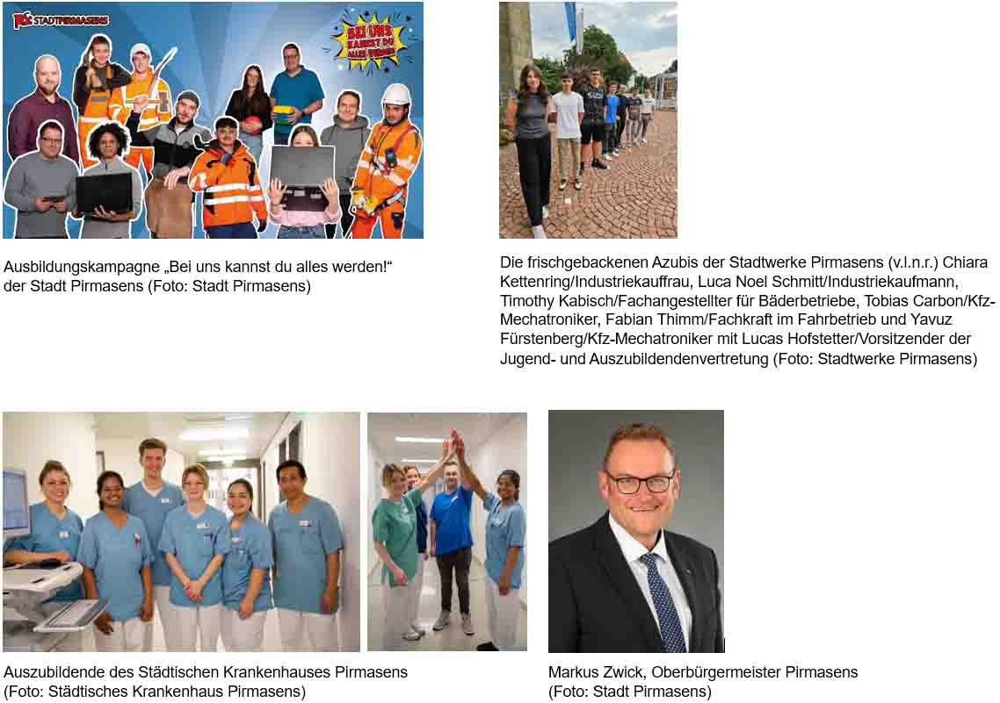 STADTPIRMASENS
BEI UNS
KANNST DU
ALLES WERDEN!
Ausbildungskampagne „Bei uns kannst du alles werden!“
der Stadt Pirmasens (Foto: Stadt Pirmasens)
Die frischgebackenen Azubis der Stadtwerke Pirmasens (v.l.n.r.) Chiara
Kettenring/Industriekauffrau, Luca Noel Schmitt/Industriekaufmann,
Timothy Kabisch/Fachangestellter für Bäderbetriebe, Tobias Carbon/Kfz-
Mechatroniker, Fabian Thimm/Fachkraft im Fahrbetrieb und Yavuz
Fürstenberg/Kfz-Mechatroniker mit Lucas Hofstetter/Vorsitzender der
Jugend- und Auszubildendenvertretung (Foto: Stadtwerke Pirmasens)
Auszubildende des Städtischen Krankenhauses Pirmasens
(Foto: Städtisches Krankenhaus Pirmasens)
Markus Zwick, Oberbürgermeister Pirmasens
(Foto: Stadt Pirmasens)